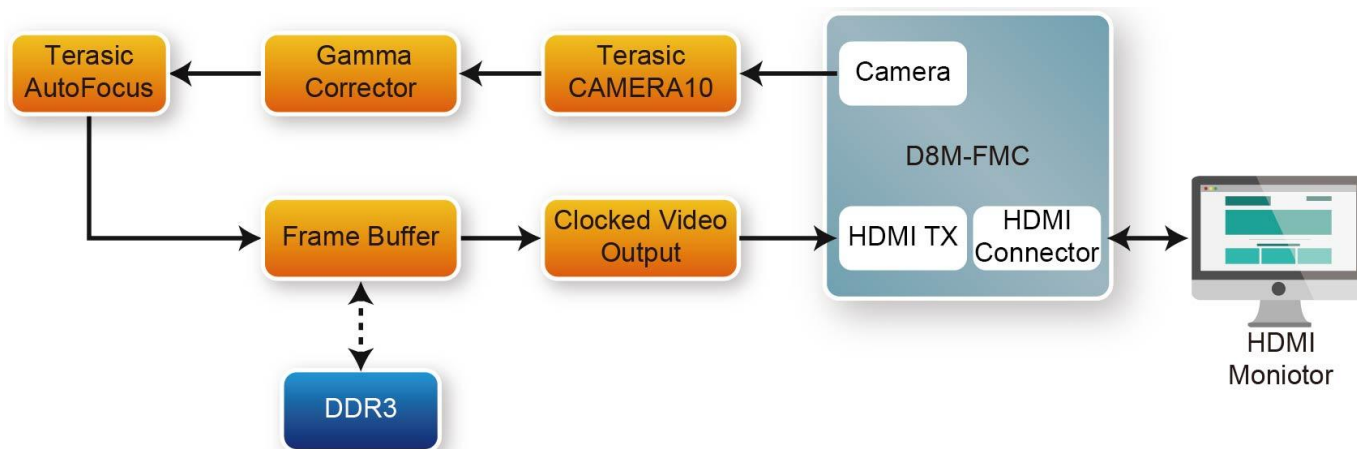 Terasic
AutoFocus
Gamma
Corrector
Terasic
CAMERA10
Camera
D8M-FMC
Frame Buffer
Clocked Video
Output
HDMI TX
HDMI
Connector
HDMI
Moniotor
DDR3